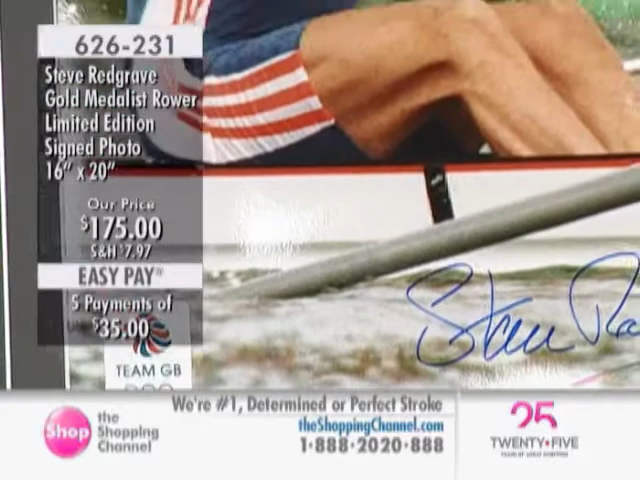 626-231
Steve Redgrave
Gold Medalist Rower
Limited Edition
Signed Photo
16" x 20"
Our Price
$175.00
S&H $7.97
EASY PAY®
5 Payments of
$35.00
TEAM GB
Steve
We're #1, Determined or Perfect Stroke
theShoppingChannel.com
1·888·2020·888
Shop
the
Shopping
Channel
25
TWENTY•FIVE